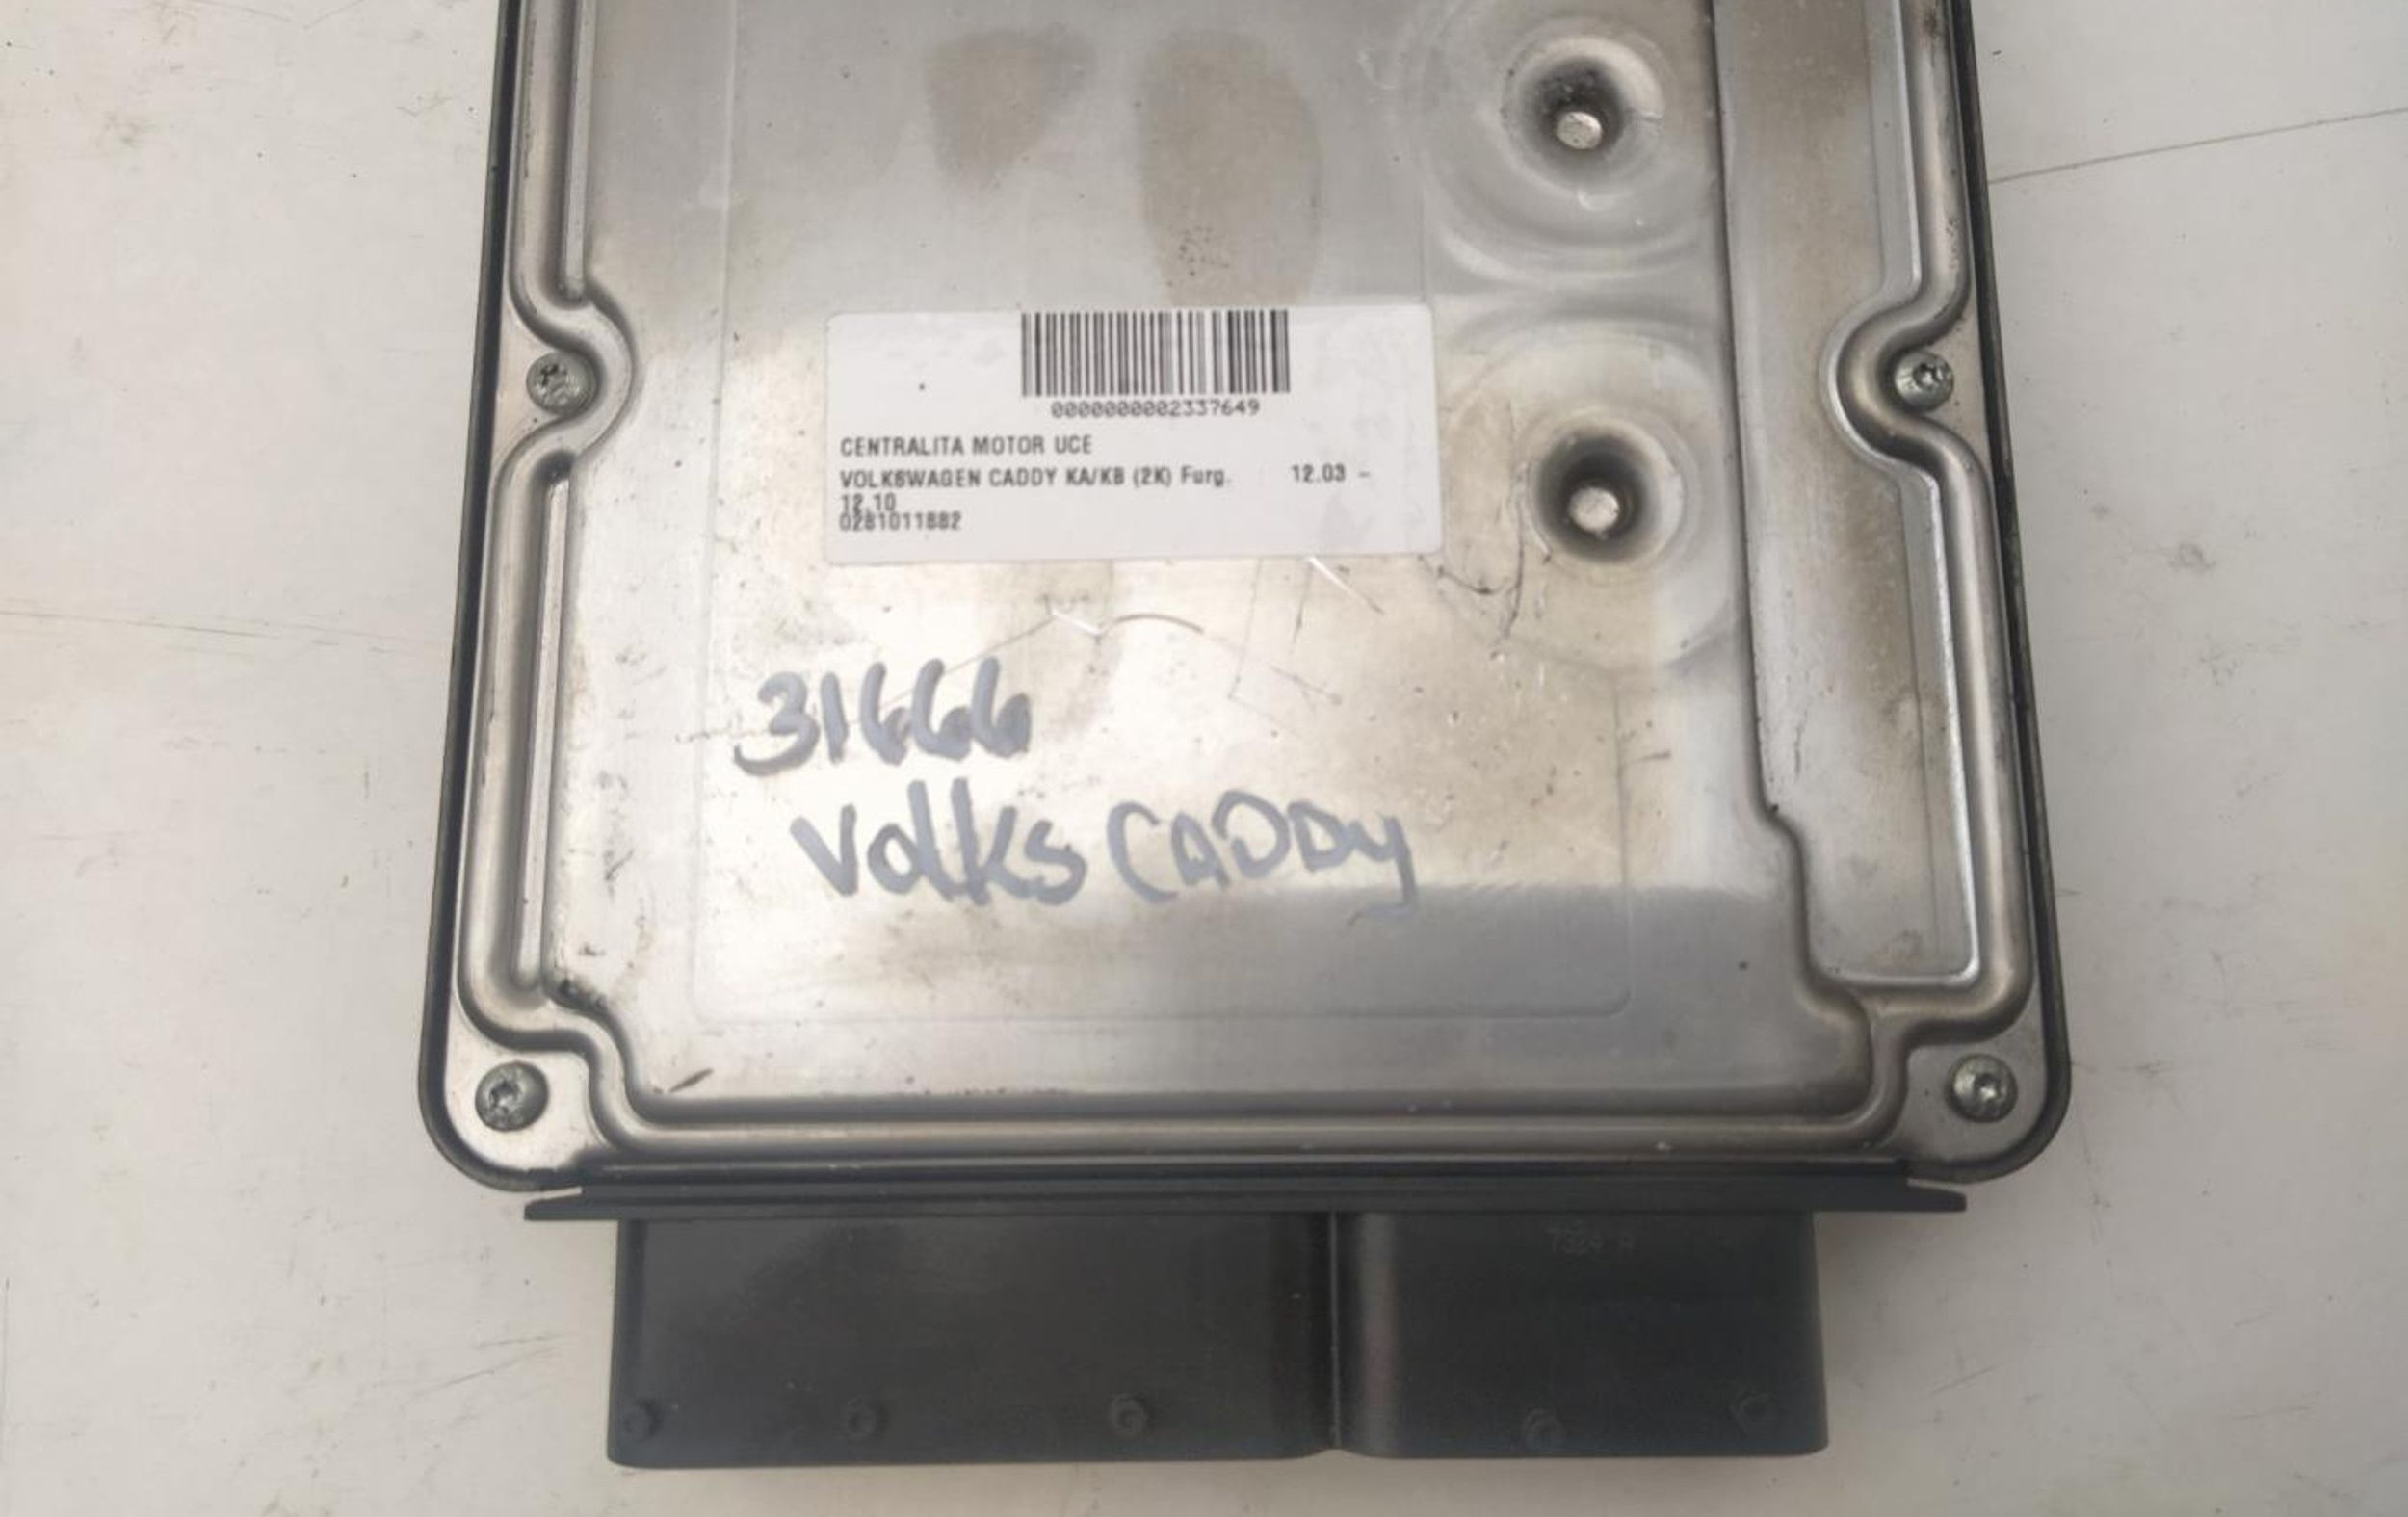 0000000002337649
CENTRALITA MOTOR UCE
VOLKSWAGEN CADDY KA/KB (2K) Furg. 12.03 -
12.10
0281011882
31666
Volks CADDy